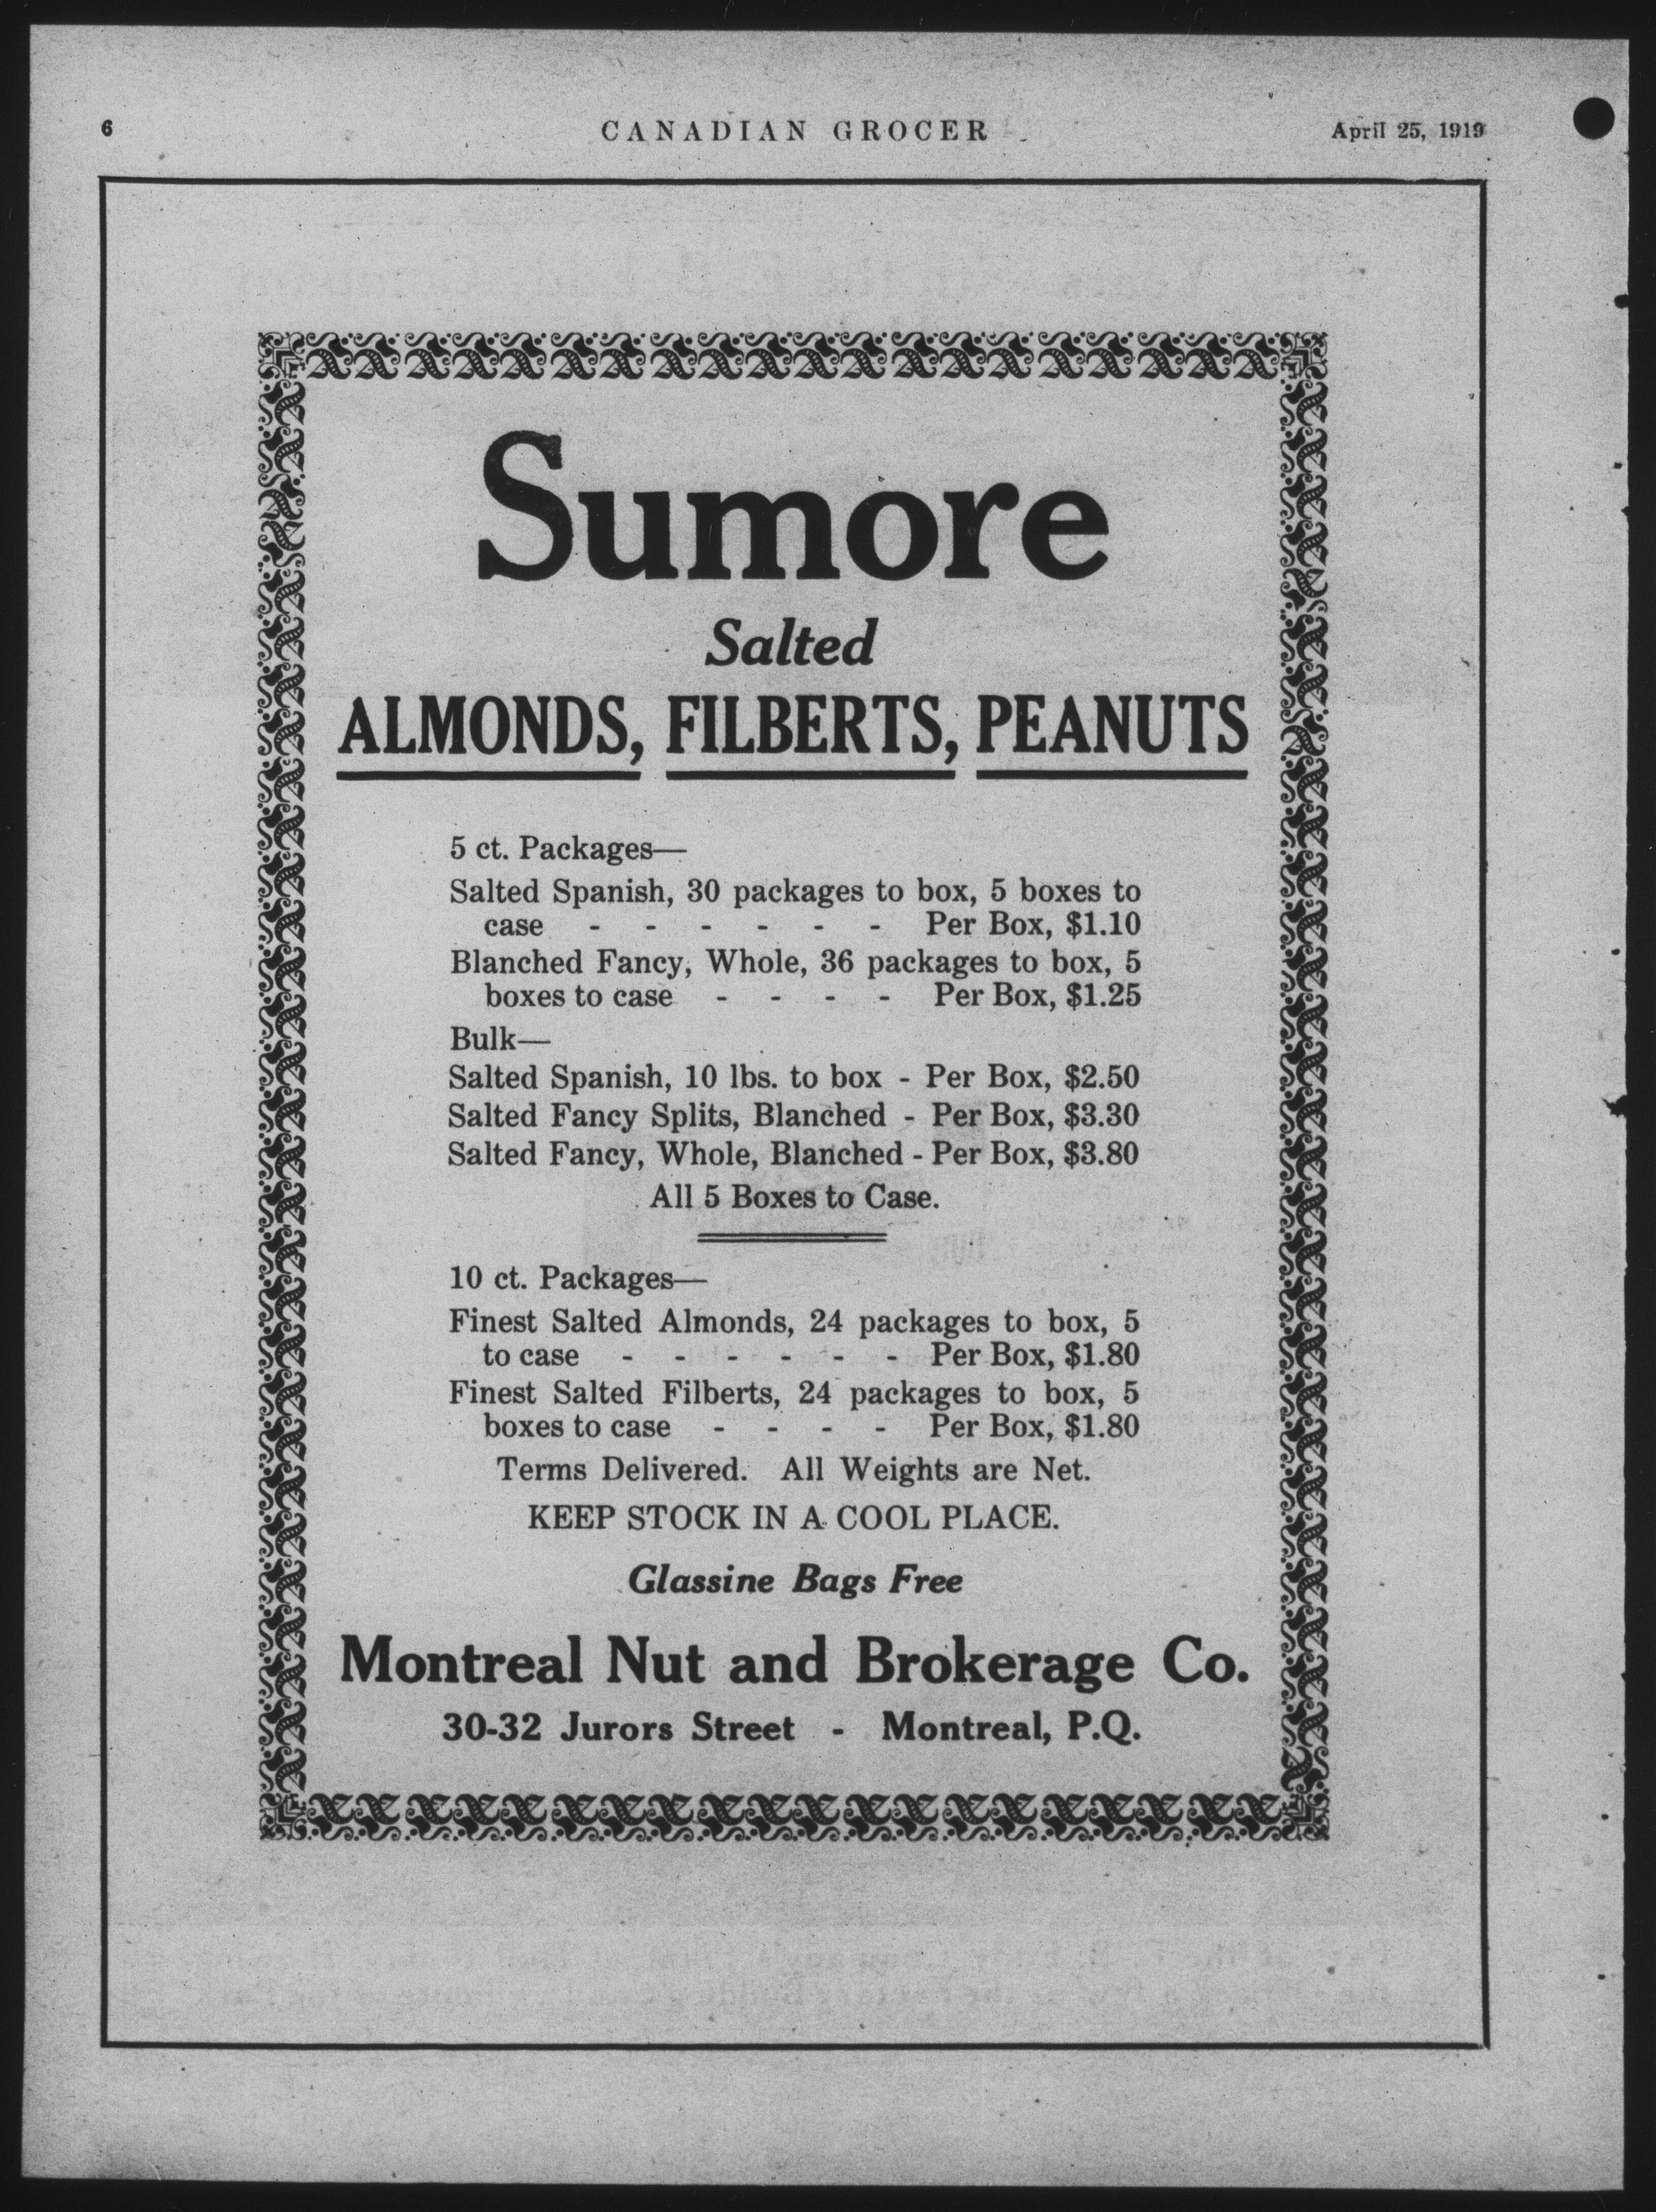 6
CANADIAN GROCER
April 25, 1919
Sumore
Salted
ALMONDS, FILBERTS, PEANUTS
5 ct. Packages—
Salted Spanish, 30 packages to box, 5 boxes to
case - - - - - - Per Box, $1.10
Blanched Fancy, Whole, 36 packages to box, 5
boxes to case - - - - Per Box, $1.25
Bulk—
Salted Spanish, 10 lbs. to box - Per Box, $2.50
Salted Fancy Splits, Blanched - Per Box, $3.30
Salted Fancy, Whole, Blanched - Per Box, $3.80
All 5 Boxes to Case.
10 ct. Packages—
Finest Salted Almonds, 24 packages to box, 5
to case - - - - - - Per Box, $1.80
Finest Salted Filberts, 24 packages to box, 5
boxes to case - - - - Per Box, $1.80
Terms Delivered. All Weights are Net.
KEEP STOCK IN A COOL PLACE.
Glassine Bags Free
Montreal Nut and Brokerage Co.
30-32 Jurors Street - Montreal, P.Q.